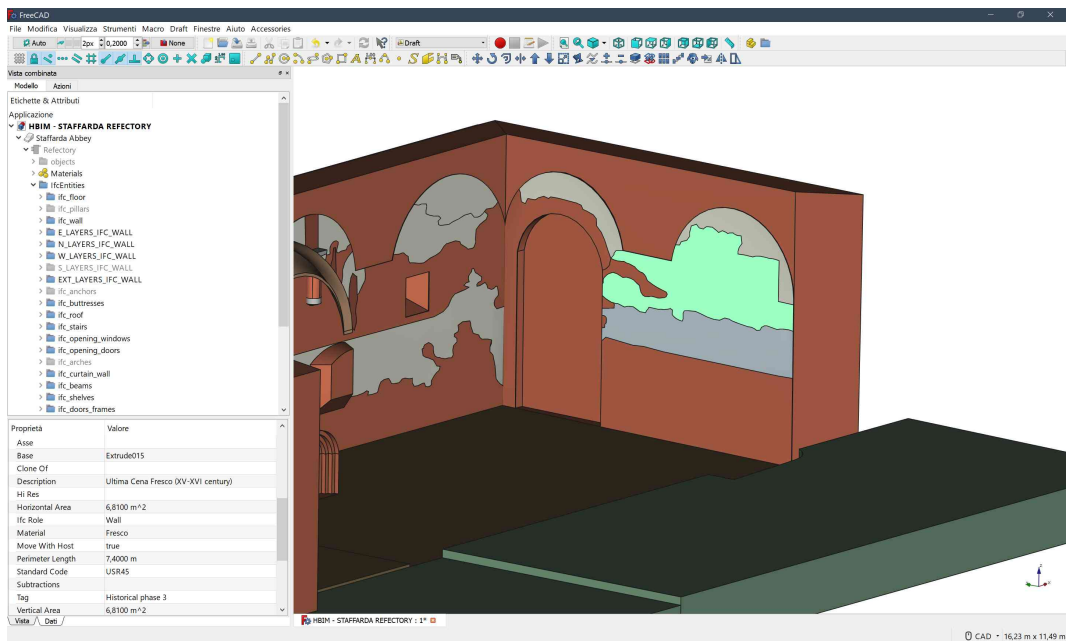 FreeCAD
File Modifica Visualizza Strumenti Macro Draft Finestre Aiuto Accessories
Auto 2px 0,2000 None Draft
Vista combinata
Modello Azioni
Etichette & Attributi
Applicazione
HBIM - STAFFARDA REFECTORY
Staffarda Abbey
Refectory
objects
Materials
IfcEntities
ifc_floor
ifc_pillars
ifc_wall
E_LAYERS_IFC_WALL
N_LAYERS_IFC_WALL
W_LAYERS_IFC_WALL
S_LAYERS_IFC_WALL
EXT_LAYERS_IFC_WALL
ifc_anchors
ifc_buttresses
ifc_roof
ifc_stairs
ifc_opening_windows
ifc_opening_doors
ifc_arches
ifc_curtain_wall
ifc_beams
ifc_shelves
ifc_doors_frames
Proprietà Valore
Asse
Base Extrude015
Clone Of
Description Ultima Cena Fresco (XV-XVI century)
Hi Res
Horizontal Area 6,8100 m^2
Ifc Role Wall
Material Fresco
Move With Host true
Perimeter Length 7,4000 m
Standard Code USR45
Subtractions
Tag Historical phase 3
Vertical Area 6,8100 m^2
Vista Dati
HBIM - STAFFARDA REFECTORY : 1*
CAD 16,23 m x 11,49 m